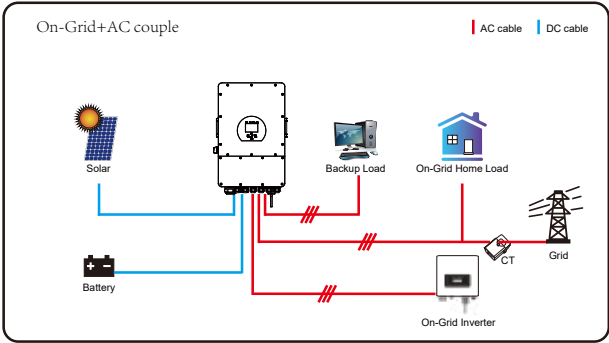 On-Grid+AC couple
AC cable
DC cable
Solar
Backup Load
On-Grid Home Load
CT
Grid
Battery
On-Grid Inverter